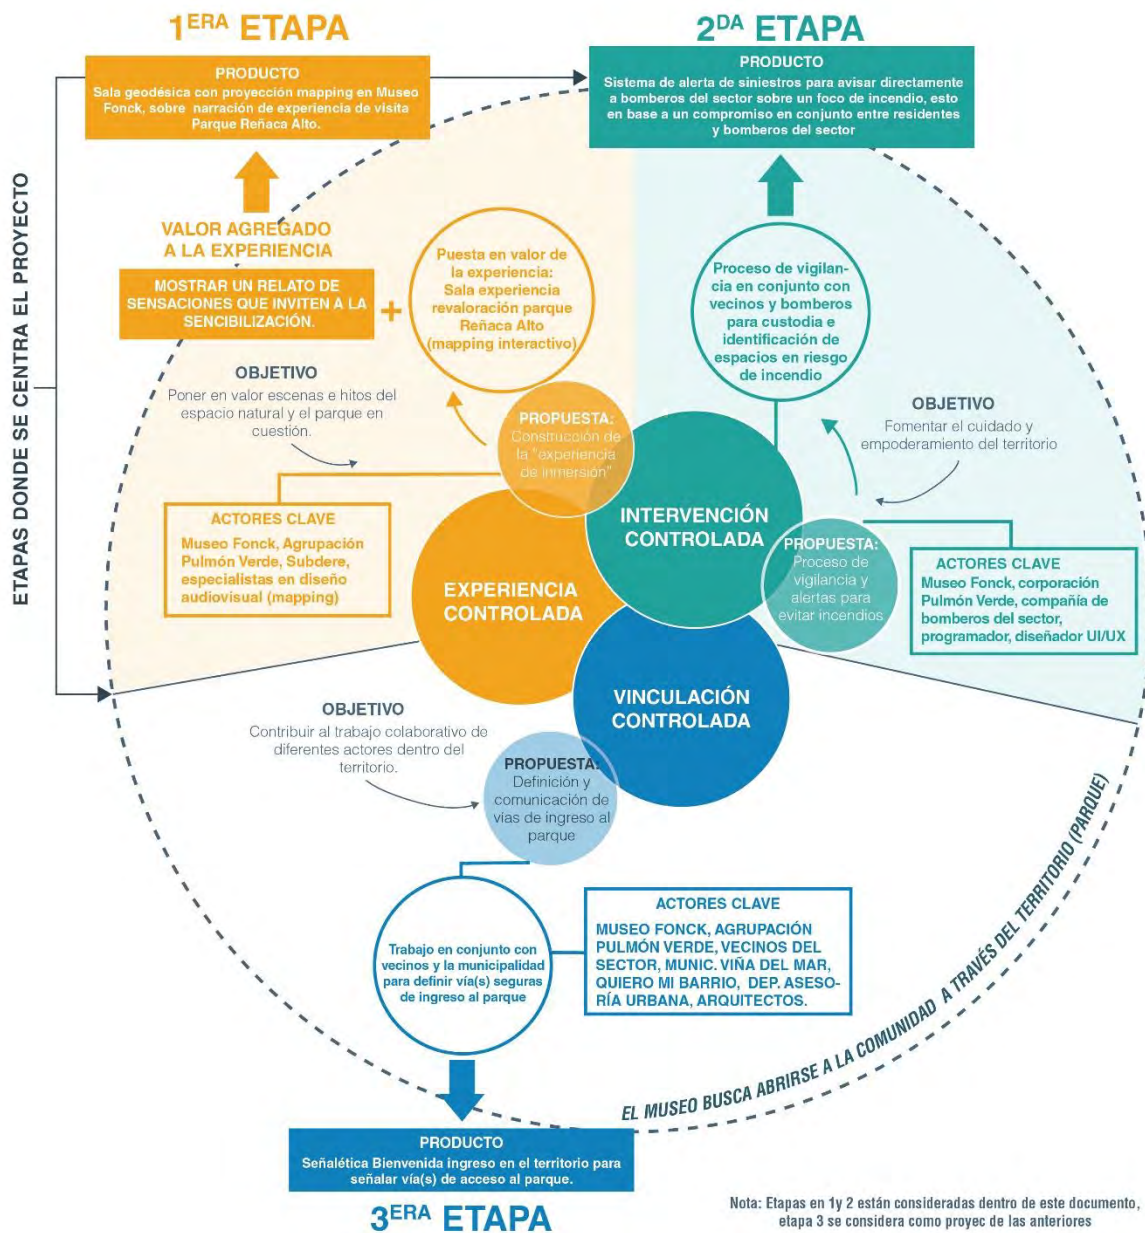 1ERA ETAPA
PRODUCTO
Sala geodésica con proyección mapping en Museo
Fonck, sobre narración de experiencia de visita
Parque Reñaca Alto.
VALOR AGREGADO
A LA EXPERIENCIA
MOSTRAR UN RELATO DE
SENSACIONES QUE INVITEN A LA
SENCIBILIZACIÓN.
+
Puesta en valor de
la experiencia:
Sala experiencia
revaloración parque
Reñaca Alto
(mapping interactivo)
OBJETIVO
Poner en valor escenas e hitos del
espacio natural y el parque en
cuestión.
PROPUESTA:
Construcción de
la "experiencia
de inmersión"
ACTORES CLAVE
Museo Fonck, Agrupación
Pulmón Verde, Subdere,
especialistas en diseño
audiovisual (mapping)
EXPERIENCIA
CONTROLADA
ETAPAS DONDE SE CENTRA EL PROYECTO
2DA ETAPA
PRODUCTO
Sistema de alerta de siniestros para avisar directamente
a bomberos del sector sobre un foco de incendio, esto
en base a un compromiso en conjunto entre residentes
y bomberos del sector
Proceso de vigilan-
cia en conjunto con
vecinos y bomberos
para custodia e
identificación de
espacios en riesgo
de incendio
OBJETIVO
Fomentar el cuidado y
empoderamiento del territorio
INTERVENCIÓN
CONTROLADA
PROPUESTA:
Proceso de
vigilancia y
alertas para
evitar incendios
ACTORES CLAVE
Museo Fonck, corporación
Pulmón Verde, compañía de
bomberos del sector,
programador, diseñador UI/UX
VINCULACIÓN
CONTROLADA
OBJETIVO
Contribuir al trabajo colaborativo de
diferentes actores dentro del
territorio.
PROPUESTA:
Definición y
comunicación de
vías de ingreso al
parque
Trabajo en conjunto con
vecinos y la municipalidad
para definir vía(s) seguras
de ingreso al parque
ACTORES CLAVE
MUSEO FONCK, AGRUPACIÓN
PULMÓN VERDE, VECINOS DEL
SECTOR, MUNIC. VIÑA DEL MAR,
QUIERO MI BARRIO, DEP. ASESO-
RÍA URBANA, ARQUITECTOS.
EL MUSEO BUSCA ABRIRSE A LA COMUNIDAD A TRAVÉS DEL TERRITORIO (PARQUE)
PRODUCTO
Señalética Bienvenida ingreso en el territorio para
señalar vía(s) de acceso al parque.
3ERA ETAPA
Nota: Etapas en 1y 2 están consideradas dentro de este documento,
etapa 3 se considera como proyec de las anteriores